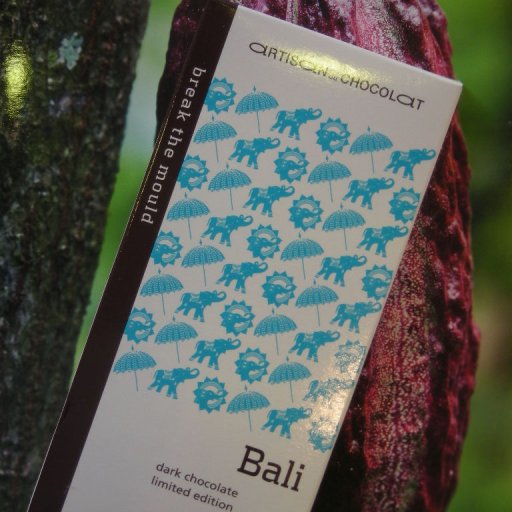 ARTISAN DU CHOCOLAT
break the mould
Bali
dark chocolate
limited edition